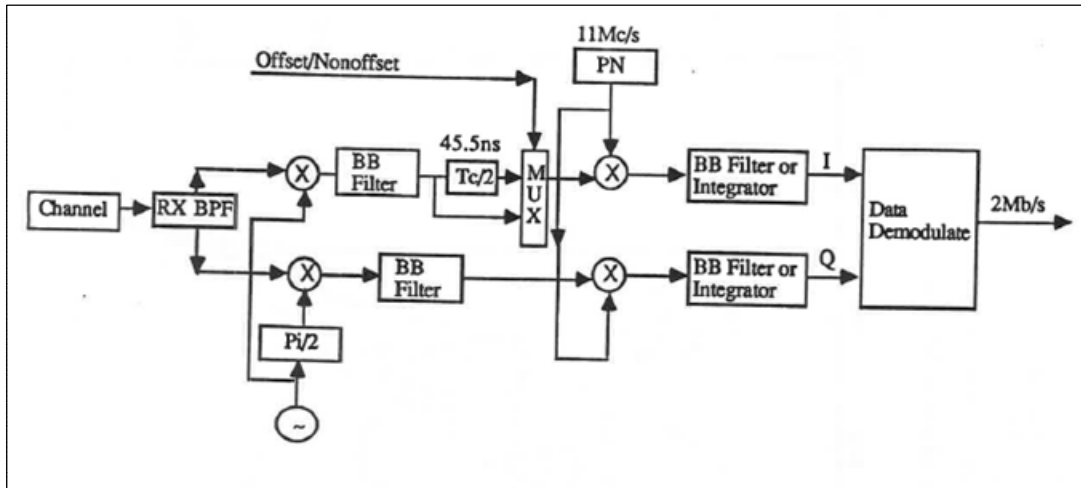 11Mc/s
PN
Offset/Nonoffset
45.5ns
BB
Filter
Tc/2
M
U
X
X
X
BB Filter or
Integrator
I
Channel
RX BPF
Data
Demodulate
2Mb/s
X
BB
Filter
X
BB Filter or
Integrator
Q
Pi/2
~